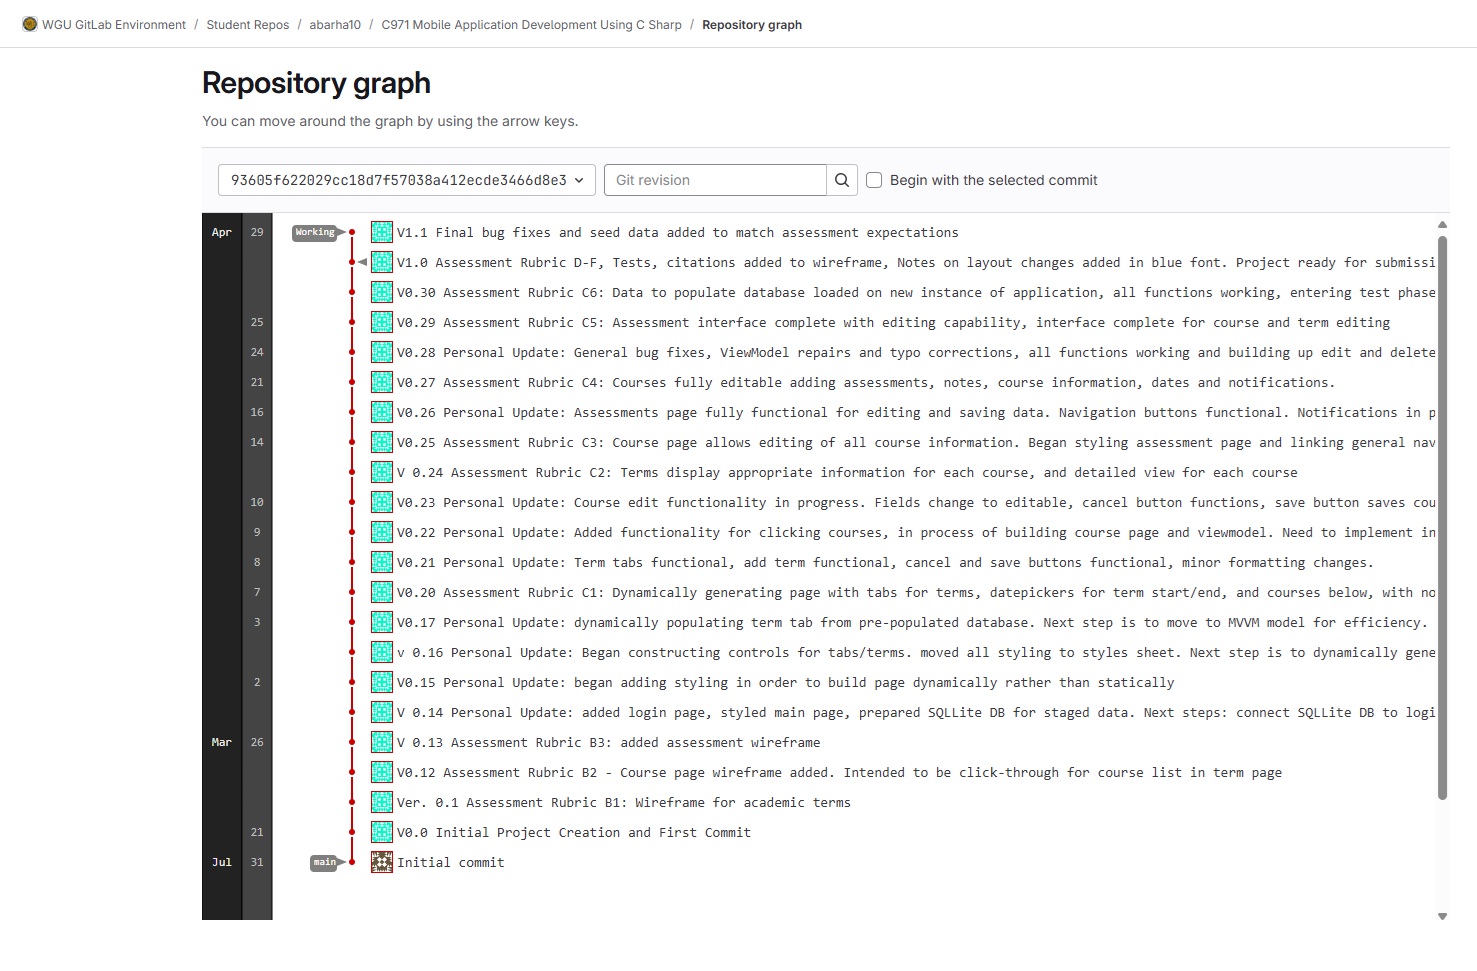 WGU GitLab Environment / Student Repos / abarha10 / C971 Mobile Application Development Using C Sharp / Repository graph
Repository graph
You can move around the graph by using the arrow keys.
93605f622029cc18d7f57038a412ecde3466d8e3 Git revision Begin with the selected commit
Apr 29 Working V1.1 Final bug fixes and seed data added to match assessment expectations
V1.0 Assessment Rubric D-F, Tests, citations added to wireframe, Notes on layout changes added in blue font. Project ready for submissi
V0.30 Assessment Rubric C6: Data to populate database loaded on new instance of application, all functions working, entering test phase
25 V0.29 Assessment Rubric C5: Assessment interface complete with editing capability, interface complete for course and term editing
24 V0.28 Personal Update: General bug fixes, ViewModel repairs and typo corrections, all functions working and building up edit and delete
21 V0.27 Assessment Rubric C4: Courses fully editable adding assessments, notes, course information, dates and notifications.
16 V0.26 Personal Update: Assessments page fully functional for editing and saving data. Navigation buttons functional. Notifications in p
14 V0.25 Assessment Rubric C3: Course page allows editing of all course information. Began styling assessment page and linking general nav
V 0.24 Assessment Rubric C2: Terms display appropriate information for each course, and detailed view for each course
10 V0.23 Personal Update: Course edit functionality in progress. Fields change to editable, cancel button functions, save button saves cou
9 V0.22 Personal Update: Added functionality for clicking courses, in process of building course page and viewmodel. Need to implement in
8 V0.21 Personal Update: Term tabs functional, add term functional, cancel and save buttons functional, minor formatting changes.
7 V0.20 Assessment Rubric C1: Dynamically generating page with tabs for terms, datepickers for term start/end, and courses below, with no
3 V0.17 Personal Update: dynamically populating term tab from pre-populated database. Next step is to move to MVVM model for efficiency.
v 0.16 Personal Update: Began constructing controls for tabs/terms. moved all styling to styles sheet. Next step is to dynamically gene
2 V0.15 Personal Update: began adding styling in order to build page dynamically rather than statically
V 0.14 Personal Update: added login page, styled main page, prepared SQLLite DB for staged data. Next steps: connect SQLLite DB to logi
Mar 26 V 0.13 Assessment Rubric B3: added assessment wireframe
V0.12 Assessment Rubric B2 - Course page wireframe added. Intended to be click-through for course list in term page
Ver. 0.1 Assessment Rubric B1: Wireframe for academic terms
21 V0.0 Initial Project Creation and First Commit
Jul 31 main Initial commit